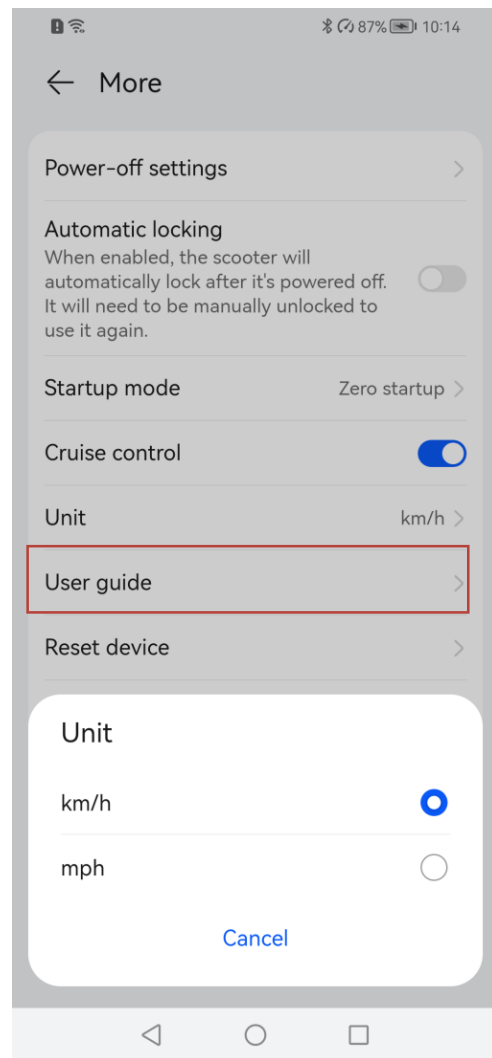 87% 10:14
More
Power-off settings
Automatic locking
When enabled, the scooter will
automatically lock after it's powered off.
It will need to be manually unlocked to
use it again.
Startup mode Zero startup
Cruise control
Unit km/h
User guide
Reset device
Unit
km/h
mph
Cancel